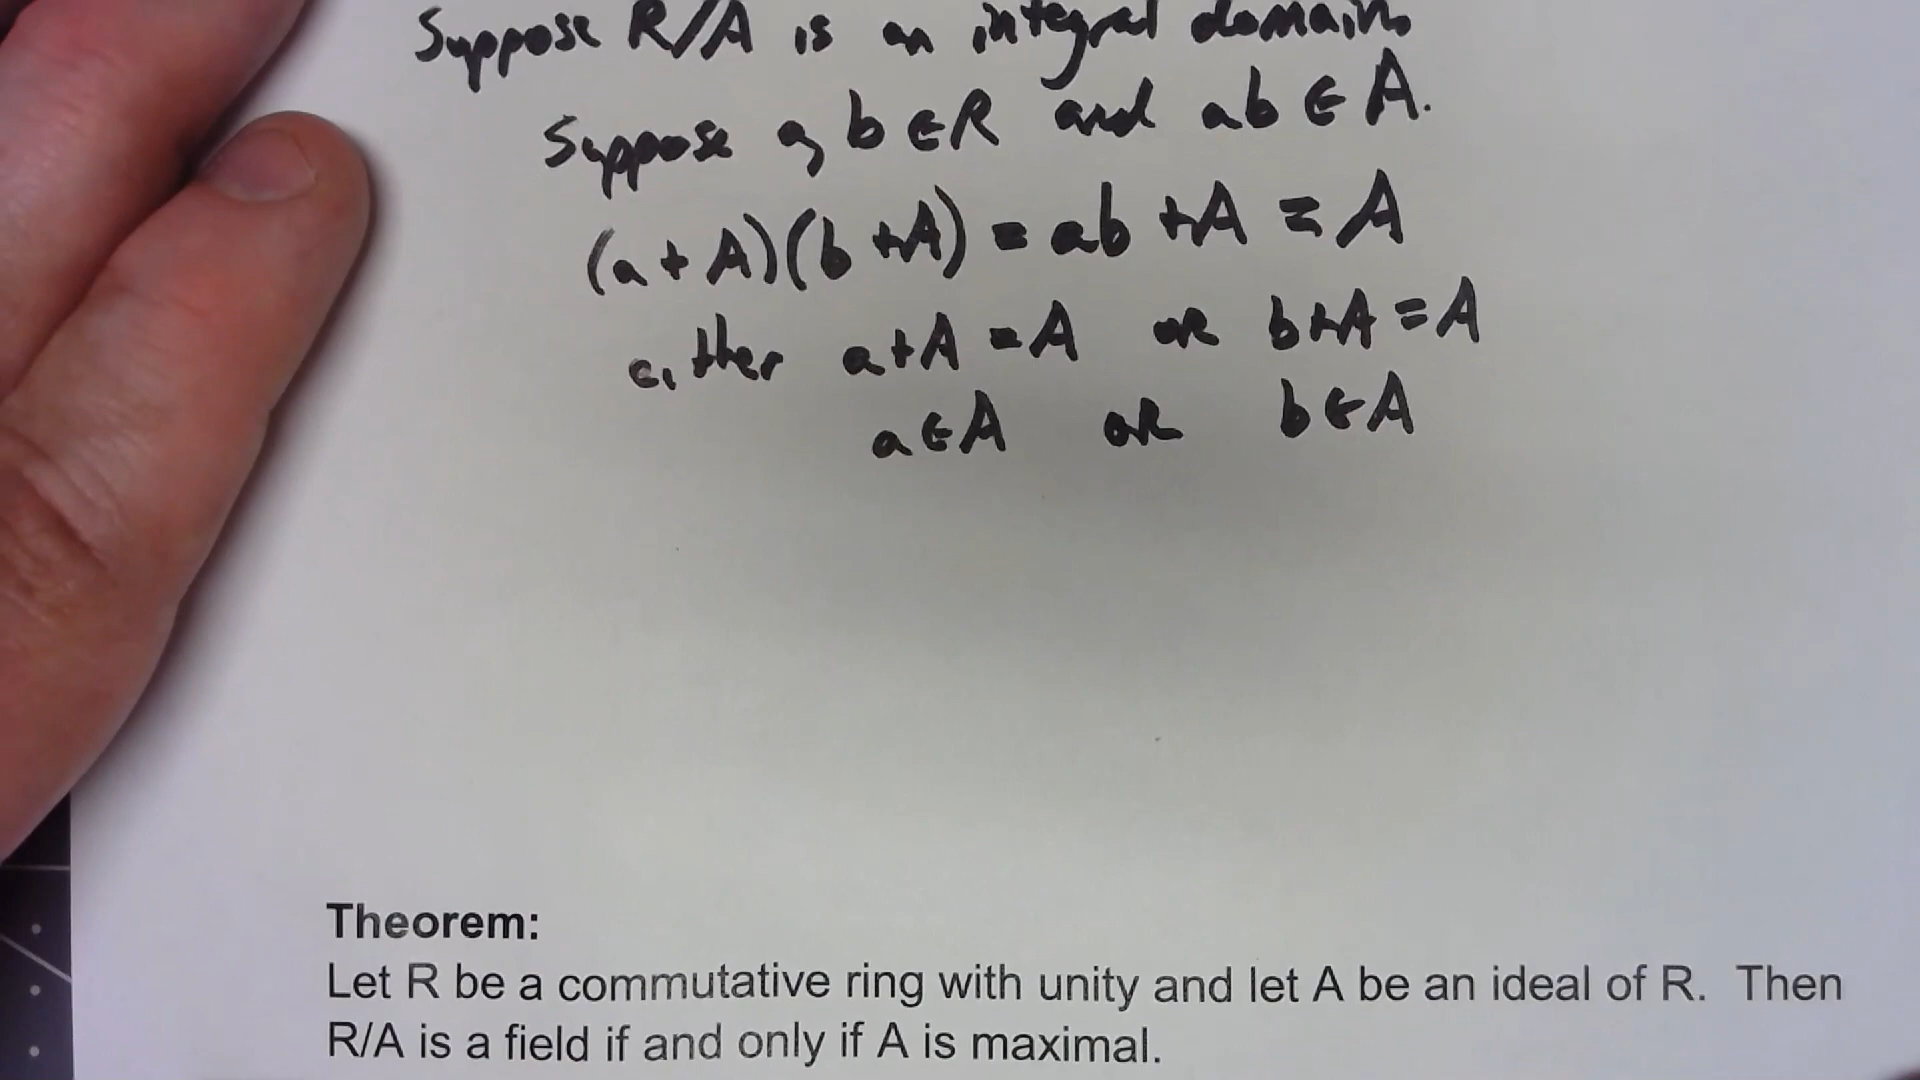 Suppose R/A is an integral domain.
Suppose a, b ∈ R and ab ∈ A.
(a + A)(b + A) = ab + A = A
either a + A = A or b + A = A
a ∈ A or b ∈ A
Theorem:
Let R be a commutative ring with unity and let A be an ideal of R. Then
R/A is a field if and only if A is maximal.